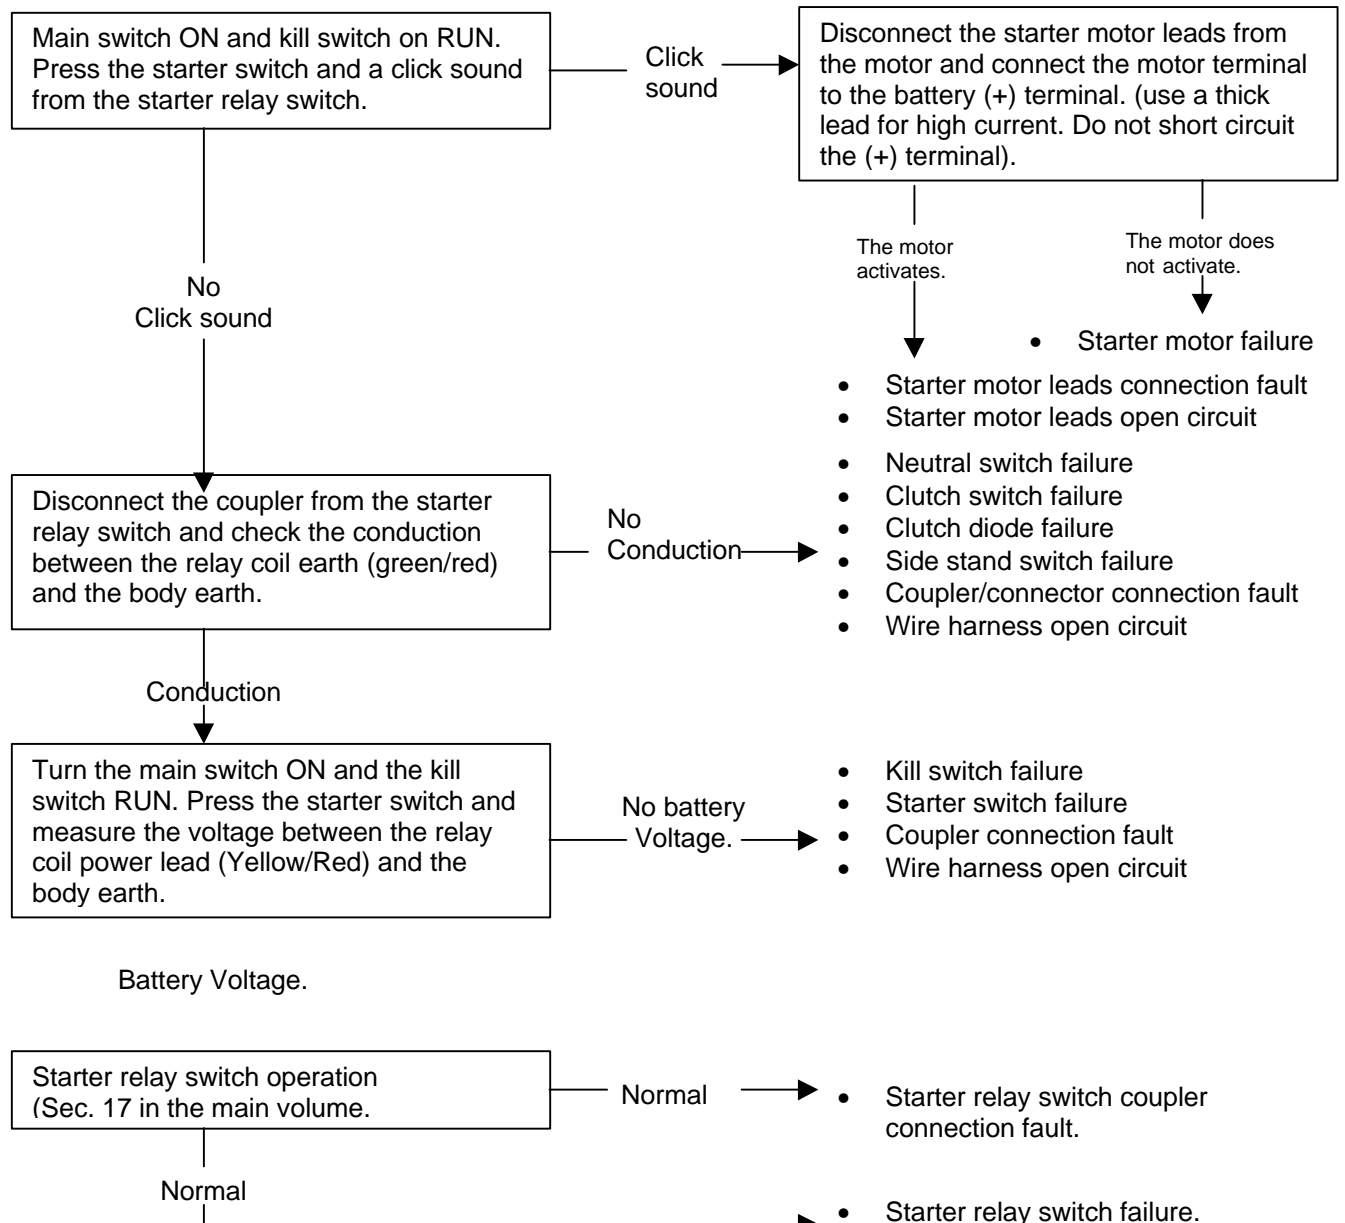 Main switch ON and kill switch on RUN.
Press the starter switch and a click sound
from the starter relay switch.
Click
sound
Disconnect the starter motor leads from
the motor and connect the motor terminal
to the battery (+) terminal. (use a thick
lead for high current. Do not short circuit
the (+) terminal).
The motor
activates.
The motor does
not activate.
No
Click sound
• Starter motor failure
• Starter motor leads connection fault
• Starter motor leads open circuit
Disconnect the coupler from the starter
relay switch and check the conduction
between the relay coil earth (green/red)
and the body earth.
No
Conduction
• Neutral switch failure
• Clutch switch failure
• Clutch diode failure
• Side stand switch failure
• Coupler/connector connection fault
• Wire harness open circuit
Conduction
Turn the main switch ON and the kill
switch RUN. Press the starter switch and
measure the voltage between the relay
coil power lead (Yellow/Red) and the
body earth.
No battery
Voltage.
• Kill switch failure
• Starter switch failure
• Coupler connection fault
• Wire harness open circuit
Battery Voltage.
Starter relay switch operation
(Sec. 17 in the main volume.
Normal
• Starter relay switch coupler
connection fault.
Normal
• Starter relay switch failure.